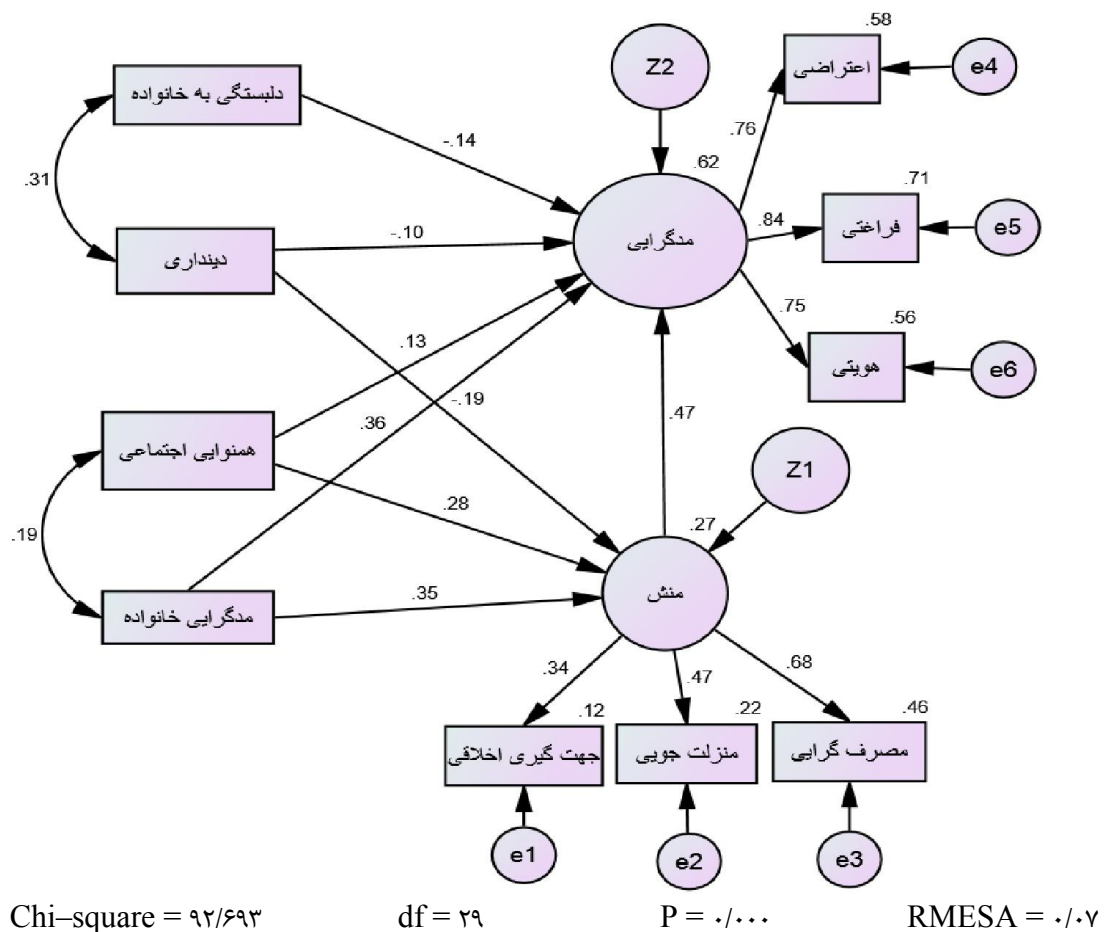 .58
Z2
اعتراضی
e4
دلبستگی به خانواده
.76
-.14
.62
.71
.31
.84
فراغتی
e5
-.10
مدگرایی
دینداری
.75
.56
.13
هویتی
e6
-.19
.36
.47
همنوایی اجتماعی
Z1
.28
.19
.27
.35
منش
مدگرایی خانواده
.34
.47
.68
.12
.22
.46
جهت گیری اخلاقی
منزلت جویی
مصرف گرایی
e1
e2
e3
Chi–square = ۹۲/۶۹۳ df = ۲۹ P = ۰/۰۰۰ RMESA = ۰/۰۷